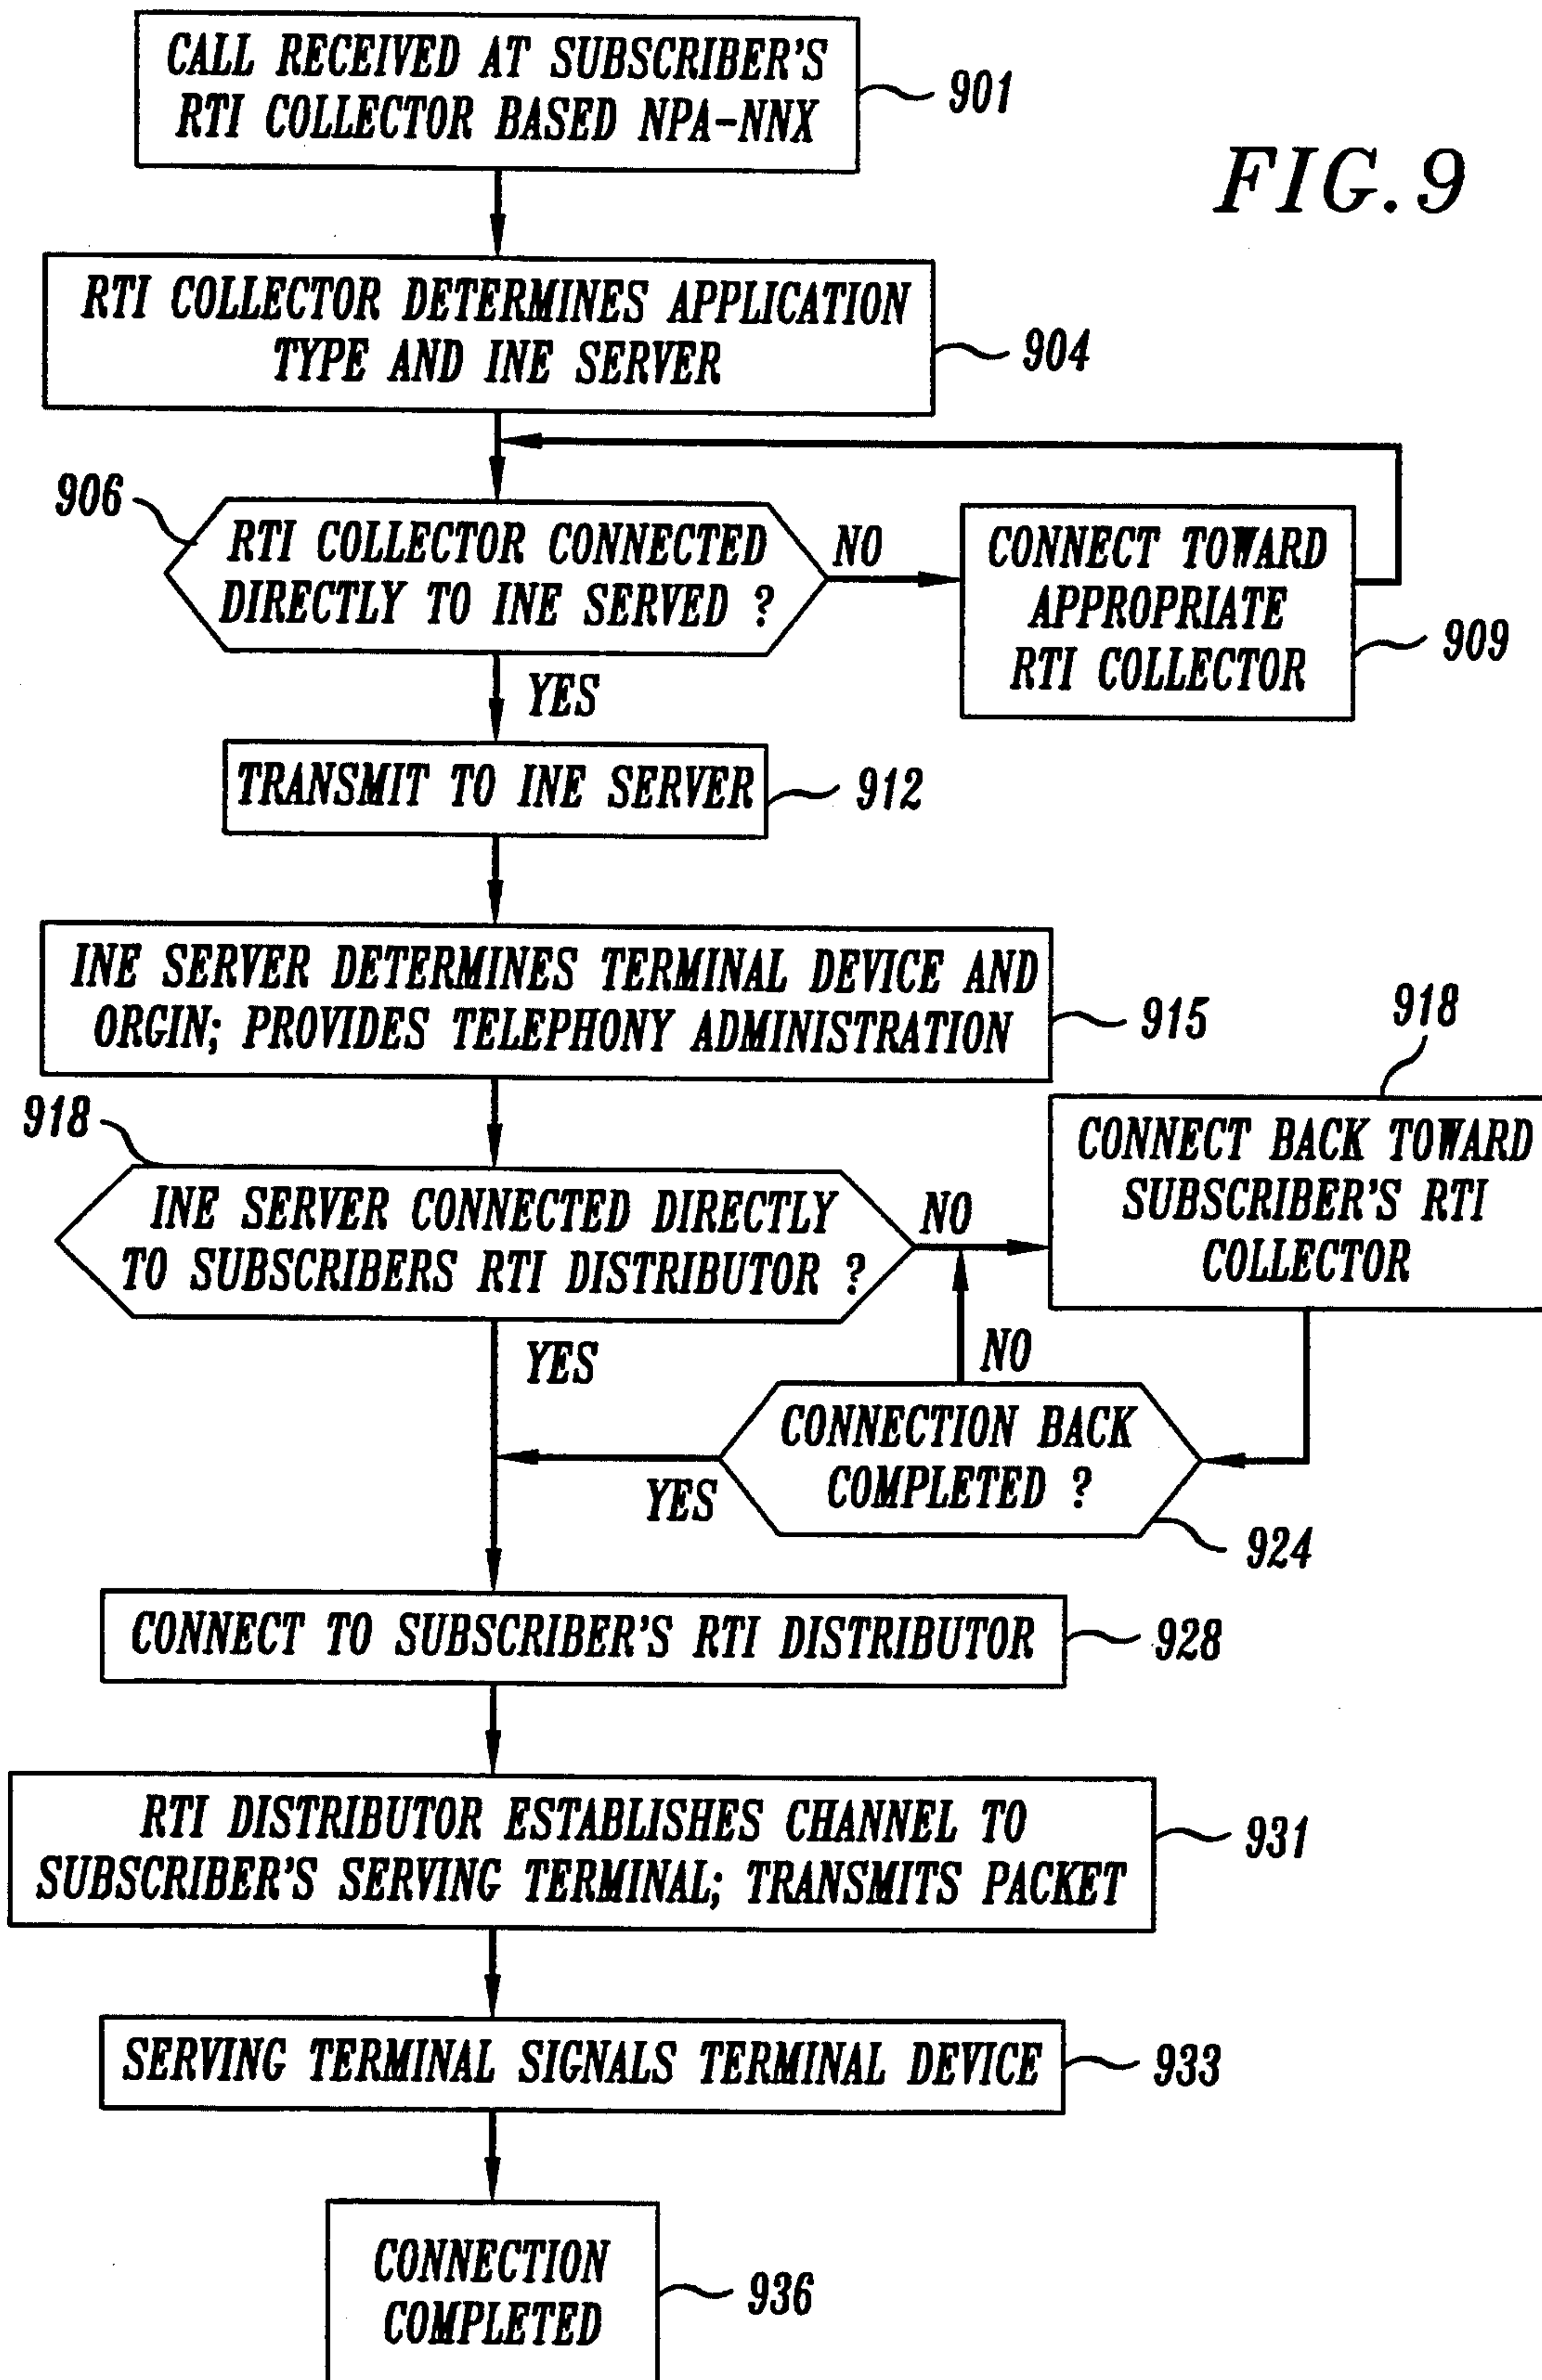 CALL RECEIVED AT SUBSCRIBER'S
RTI COLLECTOR BASED NPA-NNX
901
FIG. 9
RTI COLLECTOR DETERMINES APPLICATION
TYPE AND INE SERVER
904
906
RTI COLLECTOR CONNECTED
DIRECTLY TO INE SERVED ?
NO
CONNECT TOWARD
APPROPRIATE
RTI COLLECTOR
909
YES
TRANSMIT TO INE SERVER
912
INE SERVER DETERMINES TERMINAL DEVICE AND
ORGIN; PROVIDES TELEPHONY ADMINISTRATION
915
918
918
INE SERVER CONNECTED DIRECTLY
TO SUBSCRIBERS RTI DISTRIBUTOR ?
NO
CONNECT BACK TOWARD
SUBSCRIBER'S RTI
COLLECTOR
YES
NO
CONNECTION BACK
COMPLETED ?
YES
924
CONNECT TO SUBSCRIBER'S RTI DISTRIBUTOR
928
RTI DISTRIBUTOR ESTABLISHES CHANNEL TO
SUBSCRIBER'S SERVING TERMINAL; TRANSMITS PACKET
931
SERVING TERMINAL SIGNALS TERMINAL DEVICE
933
CONNECTION
COMPLETED
936